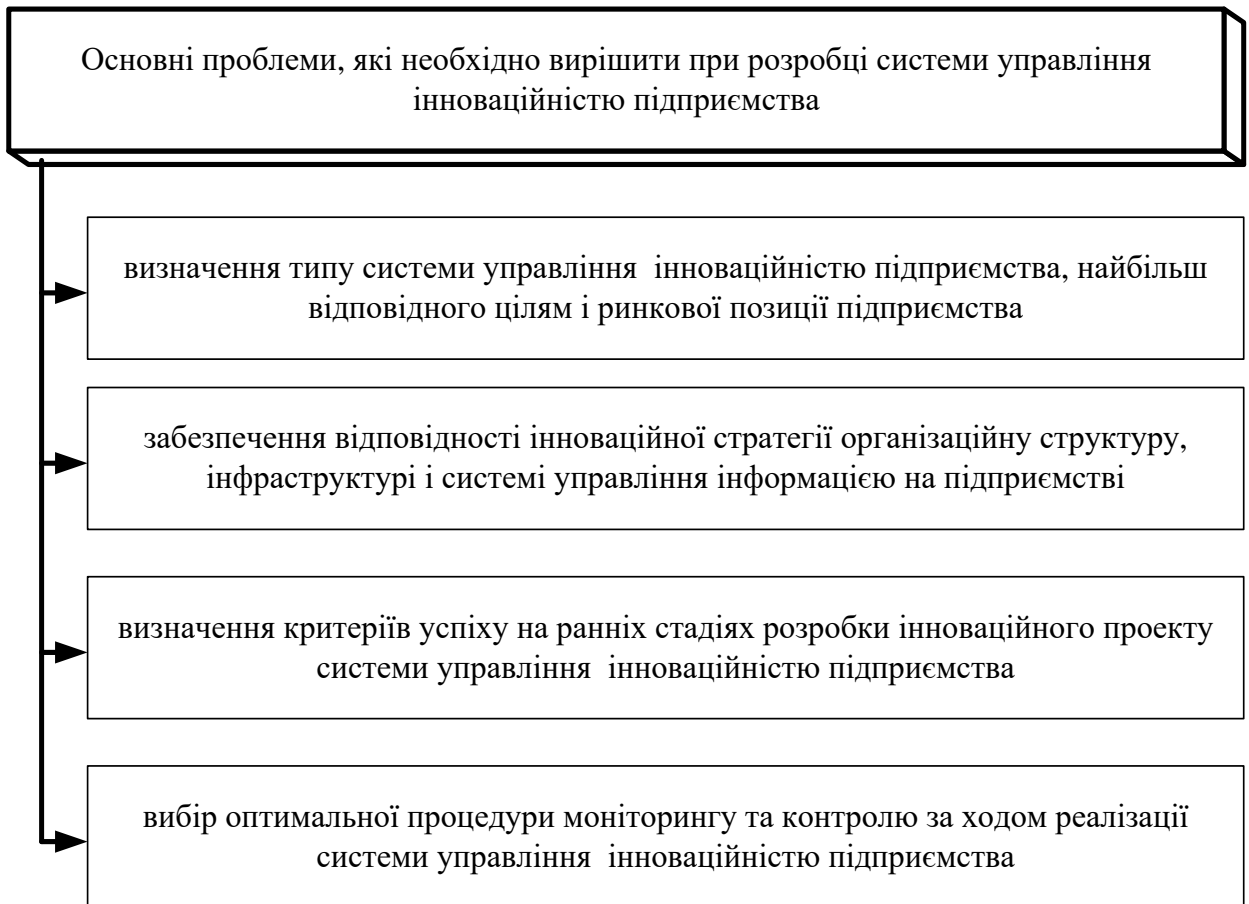 Основні проблеми, які необхідно вирішити при розробці системи управління
інноваційністю підприємства
визначення типу системи управління  інноваційністю підприємства, найбільш
відповідного цілям і ринкової позиції підприємства
забезпечення відповідності інноваційної стратегії організаційну структуру,
інфраструктурі і системі управління інформацією на підприємстві
визначення критеріїв успіху на ранніх стадіях розробки інноваційного проекту
системи управління  інноваційністю підприємства
вибір оптимальної процедури моніторингу та контролю за ходом реалізації
системи управління  інноваційністю підприємства